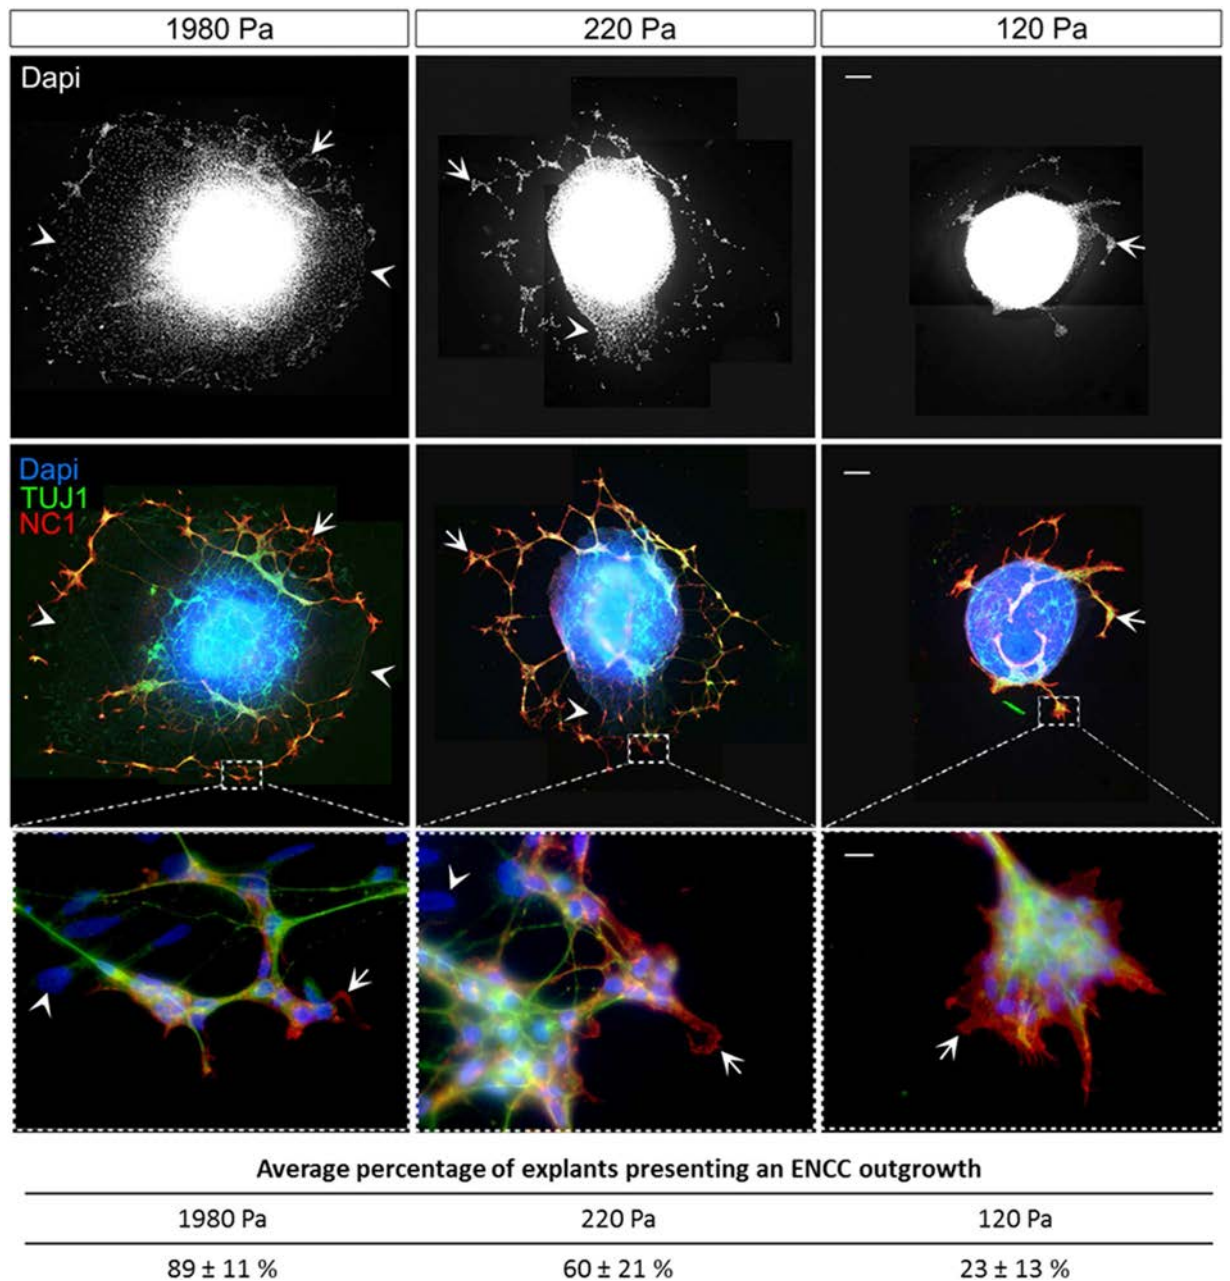 1980 Pa 220 Pa 120 Pa
Dapi
Dapi
TUJ1
NC1
Average percentage of explants presenting an ENCC outgrowth
1980 Pa 220 Pa 120 Pa
89 ± 11 % 60 ± 21 % 23 ± 13 %